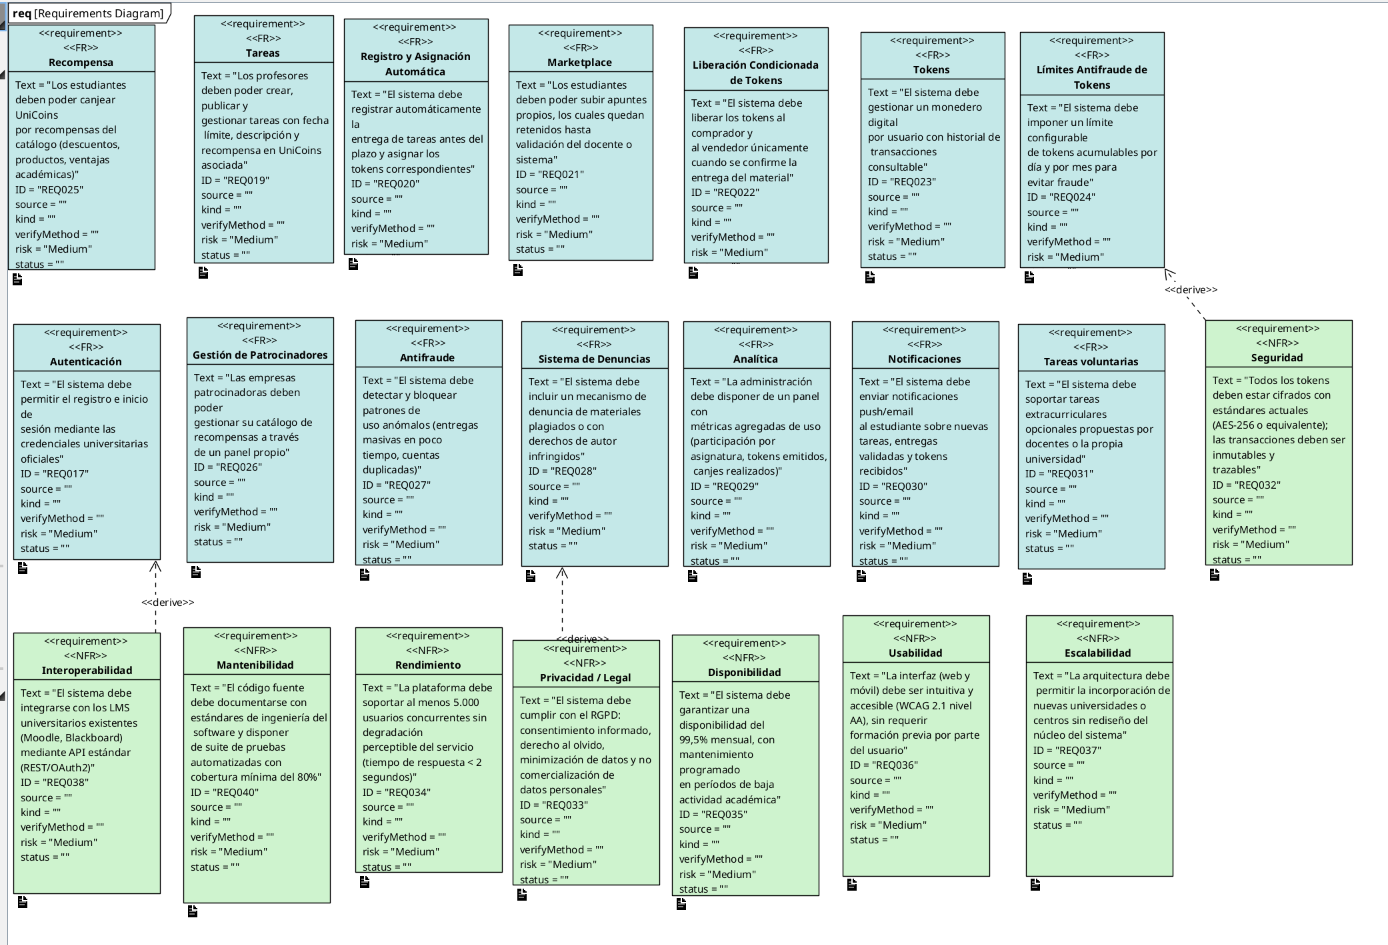 req [Requirements Diagram]
<<requirement>>
<<FR>>
Recompensa
Text = "Los estudiantes
deben poder canjear
UniCoins
por recompensas del
catálogo (descuentos,
productos, ventajas
académicas)"
ID = "REQ025"
source = ""
kind = ""
verifyMethod = ""
risk = "Medium"
status = ""
<<requirement>>
<<FR>>
Tareas
Text = "Los profesores
deben poder crear,
publicar y
gestionar tareas con fecha
límite, descripción y
recompensa en UniCoins
asociada"
ID = "REQ019"
source = ""
kind = ""
verifyMethod = ""
risk = "Medium"
status = ""
<<requirement>>
<<FR>>
Registro y Asignación
Automática
Text = "El sistema debe
registrar automáticamente
la
entrega de tareas antes del
plazo y asignar los
tokens correspondientes"
ID = "REQ020"
source = ""
kind = ""
verifyMethod = ""
risk = "Medium"
<<requirement>>
<<FR>>
Marketplace
Text = "Los estudiantes
deben poder subir apuntes
propios, los cuales quedan
retenidos hasta
validación del docente o
sistema"
ID = "REQ021"
source = ""
kind = ""
verifyMethod = ""
risk = "Medium"
status = ""
<<requirement>>
<<FR>>
Liberación Condicionada
de Tokens
Text = "El sistema debe
liberar los tokens al
comprador y
al vendedor únicamente
cuando se confirme la
entrega del material"
ID = "REQ022"
source = ""
kind = ""
verifyMethod = ""
risk = "Medium"
<<requirement>>
<<FR>>
Tokens
Text = "El sistema debe
gestionar un monedero
digital
por usuario con historial de
transacciones
consultable"
ID = "REQ023"
source = ""
kind = ""
verifyMethod = ""
risk = "Medium"
status = ""
<<requirement>>
<<FR>>
Límites Antifraude de
Tokens
Text = "El sistema debe
imponer un límite
configurable
de tokens acumulables por
día y por mes para
evitar fraude"
ID = "REQ024"
source = ""
kind = ""
verifyMethod = ""
risk = "Medium"
<<derive>>
<<requirement>>
<<FR>>
Autenticación
Text = "El sistema debe
permitir el registro e inicio
de
sesión mediante las
credenciales universitarias
oficiales"
ID = "REQ017"
source = ""
kind = ""
verifyMethod = ""
risk = "Medium"
status = ""
<<requirement>>
<<FR>>
Gestión de Patrocinadores
Text = "Las empresas
patrocinadoras deben
poder
gestionar su catálogo de
recompensas a través
de un panel propio"
ID = "REQ026"
source = ""
kind = ""
verifyMethod = ""
risk = "Medium"
status = ""
<<requirement>>
<<FR>>
Antifraude
Text = "El sistema debe
detectar y bloquear
patrones de
uso anómalos (entregas
masivas en poco
tiempo, cuentas
duplicadas)"
ID = "REQ027"
source = ""
kind = ""
verifyMethod = ""
risk = "Medium"
status = ""
<<requirement>>
<<FR>>
Sistema de Denuncias
Text = "El sistema debe
incluir un mecanismo de
denuncia de materiales
plagiados o con
derechos de autor
infringidos"
ID = "REQ028"
source = ""
kind = ""
verifyMethod = ""
risk = "Medium"
status = ""
<<requirement>>
<<FR>>
Analítica
Text = "La administración
debe disponer de un panel
con
métricas agregadas de uso
(participación por
asignatura, tokens emitidos,
canjes realizados)"
ID = "REQ029"
source = ""
kind = ""
verifyMethod = ""
risk = "Medium"
status = ""
<<requirement>>
<<FR>>
Notificaciones
Text = "El sistema debe
enviar notificaciones
push/email
al estudiante sobre nuevas
tareas, entregas
validadas y tokens
recibidos"
ID = "REQ030"
source = ""
kind = ""
verifyMethod = ""
risk = "Medium"
status = ""
<<requirement>>
<<FR>>
Tareas voluntarias
Text = "El sistema debe
soportar tareas
extracurriculares
opcionales propuestas por
docentes o la propia
universidad"
ID = "REQ031"
source = ""
kind = ""
verifyMethod = ""
risk = "Medium"
status = ""
<<requirement>>
<<NFR>>
Seguridad
Text = "Todos los tokens
deben estar cifrados con
estándares actuales
(AES-256 o equivalente);
las transacciones deben ser
inmutables y
trazables"
ID = "REQ032"
source = ""
kind = ""
verifyMethod = ""
risk = "Medium"
status = ""
<<derive>>
<<derive>>
<<requirement>>
<<NFR>>
Interoperabilidad
Text = "El sistema debe
integrarse con los LMS
universitarios existentes
(Moodle, Blackboard)
mediante API estándar
(REST/OAuth2)"
ID = "REQ038"
source = ""
kind = ""
verifyMethod = ""
risk = "Medium"
status = ""
<<requirement>>
<<NFR>>
Mantenibilidad
Text = "El código fuente
debe documentarse con
estándares de ingeniería del
software y disponer
de suite de pruebas
automatizadas con
cobertura mínima del 80%"
ID = "REQ040"
source = ""
kind = ""
verifyMethod = ""
risk = "Medium"
status = ""
<<requirement>>
<<NFR>>
Rendimiento
Text = "La plataforma debe
soportar al menos 5.000
usuarios concurrentes sin
degradación
perceptible del servicio
(tiempo de respuesta < 2
segundos)"
ID = "REQ034"
source = ""
kind = ""
verifyMethod = ""
risk = "Medium"
status = ""
<<requirement>>
<<NFR>>
Privacidad / Legal
Text = "El sistema debe
cumplir con el RGPD:
consentimiento informado,
derecho al olvido,
minimización de datos y no
comercialización de
datos personales"
ID = "REQ033"
source = ""
kind = ""
verifyMethod = ""
risk = "Medium"
status = ""
<<requirement>>
<<NFR>>
Disponibilidad
Text = "El sistema debe
garantizar una
disponibilidad del
99,5% mensual, con
mantenimiento
programado
en períodos de baja
actividad académica"
ID = "REQ035"
source = ""
kind = ""
verifyMethod = ""
risk = "Medium"
status = ""
<<requirement>>
<<NFR>>
Usabilidad
Text = "La interfaz (web y
móvil) debe ser intuitiva y
accesible (WCAG 2.1 nivel
AA), sin requerir
formación previa por parte
del usuario"
ID = "REQ036"
source = ""
kind = ""
verifyMethod = ""
risk = "Medium"
status = ""
<<requirement>>
<<NFR>>
Escalabilidad
Text = "La arquitectura debe
permitir la incorporación de
nuevas universidades o
centros sin rediseño del
núcleo del sistema"
ID = "REQ037"
source = ""
kind = ""
verifyMethod = ""
risk = "Medium"
status = ""